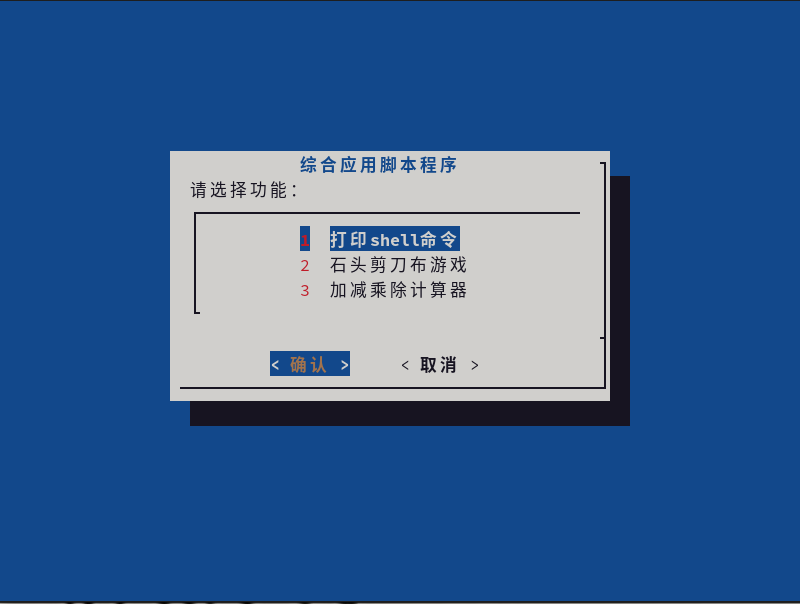 综合应用脚本程序
请选择功能:
1 打印shell命令
2 石头剪刀布游戏
3 加减乘除计算器
< 确认 > < 取消 >